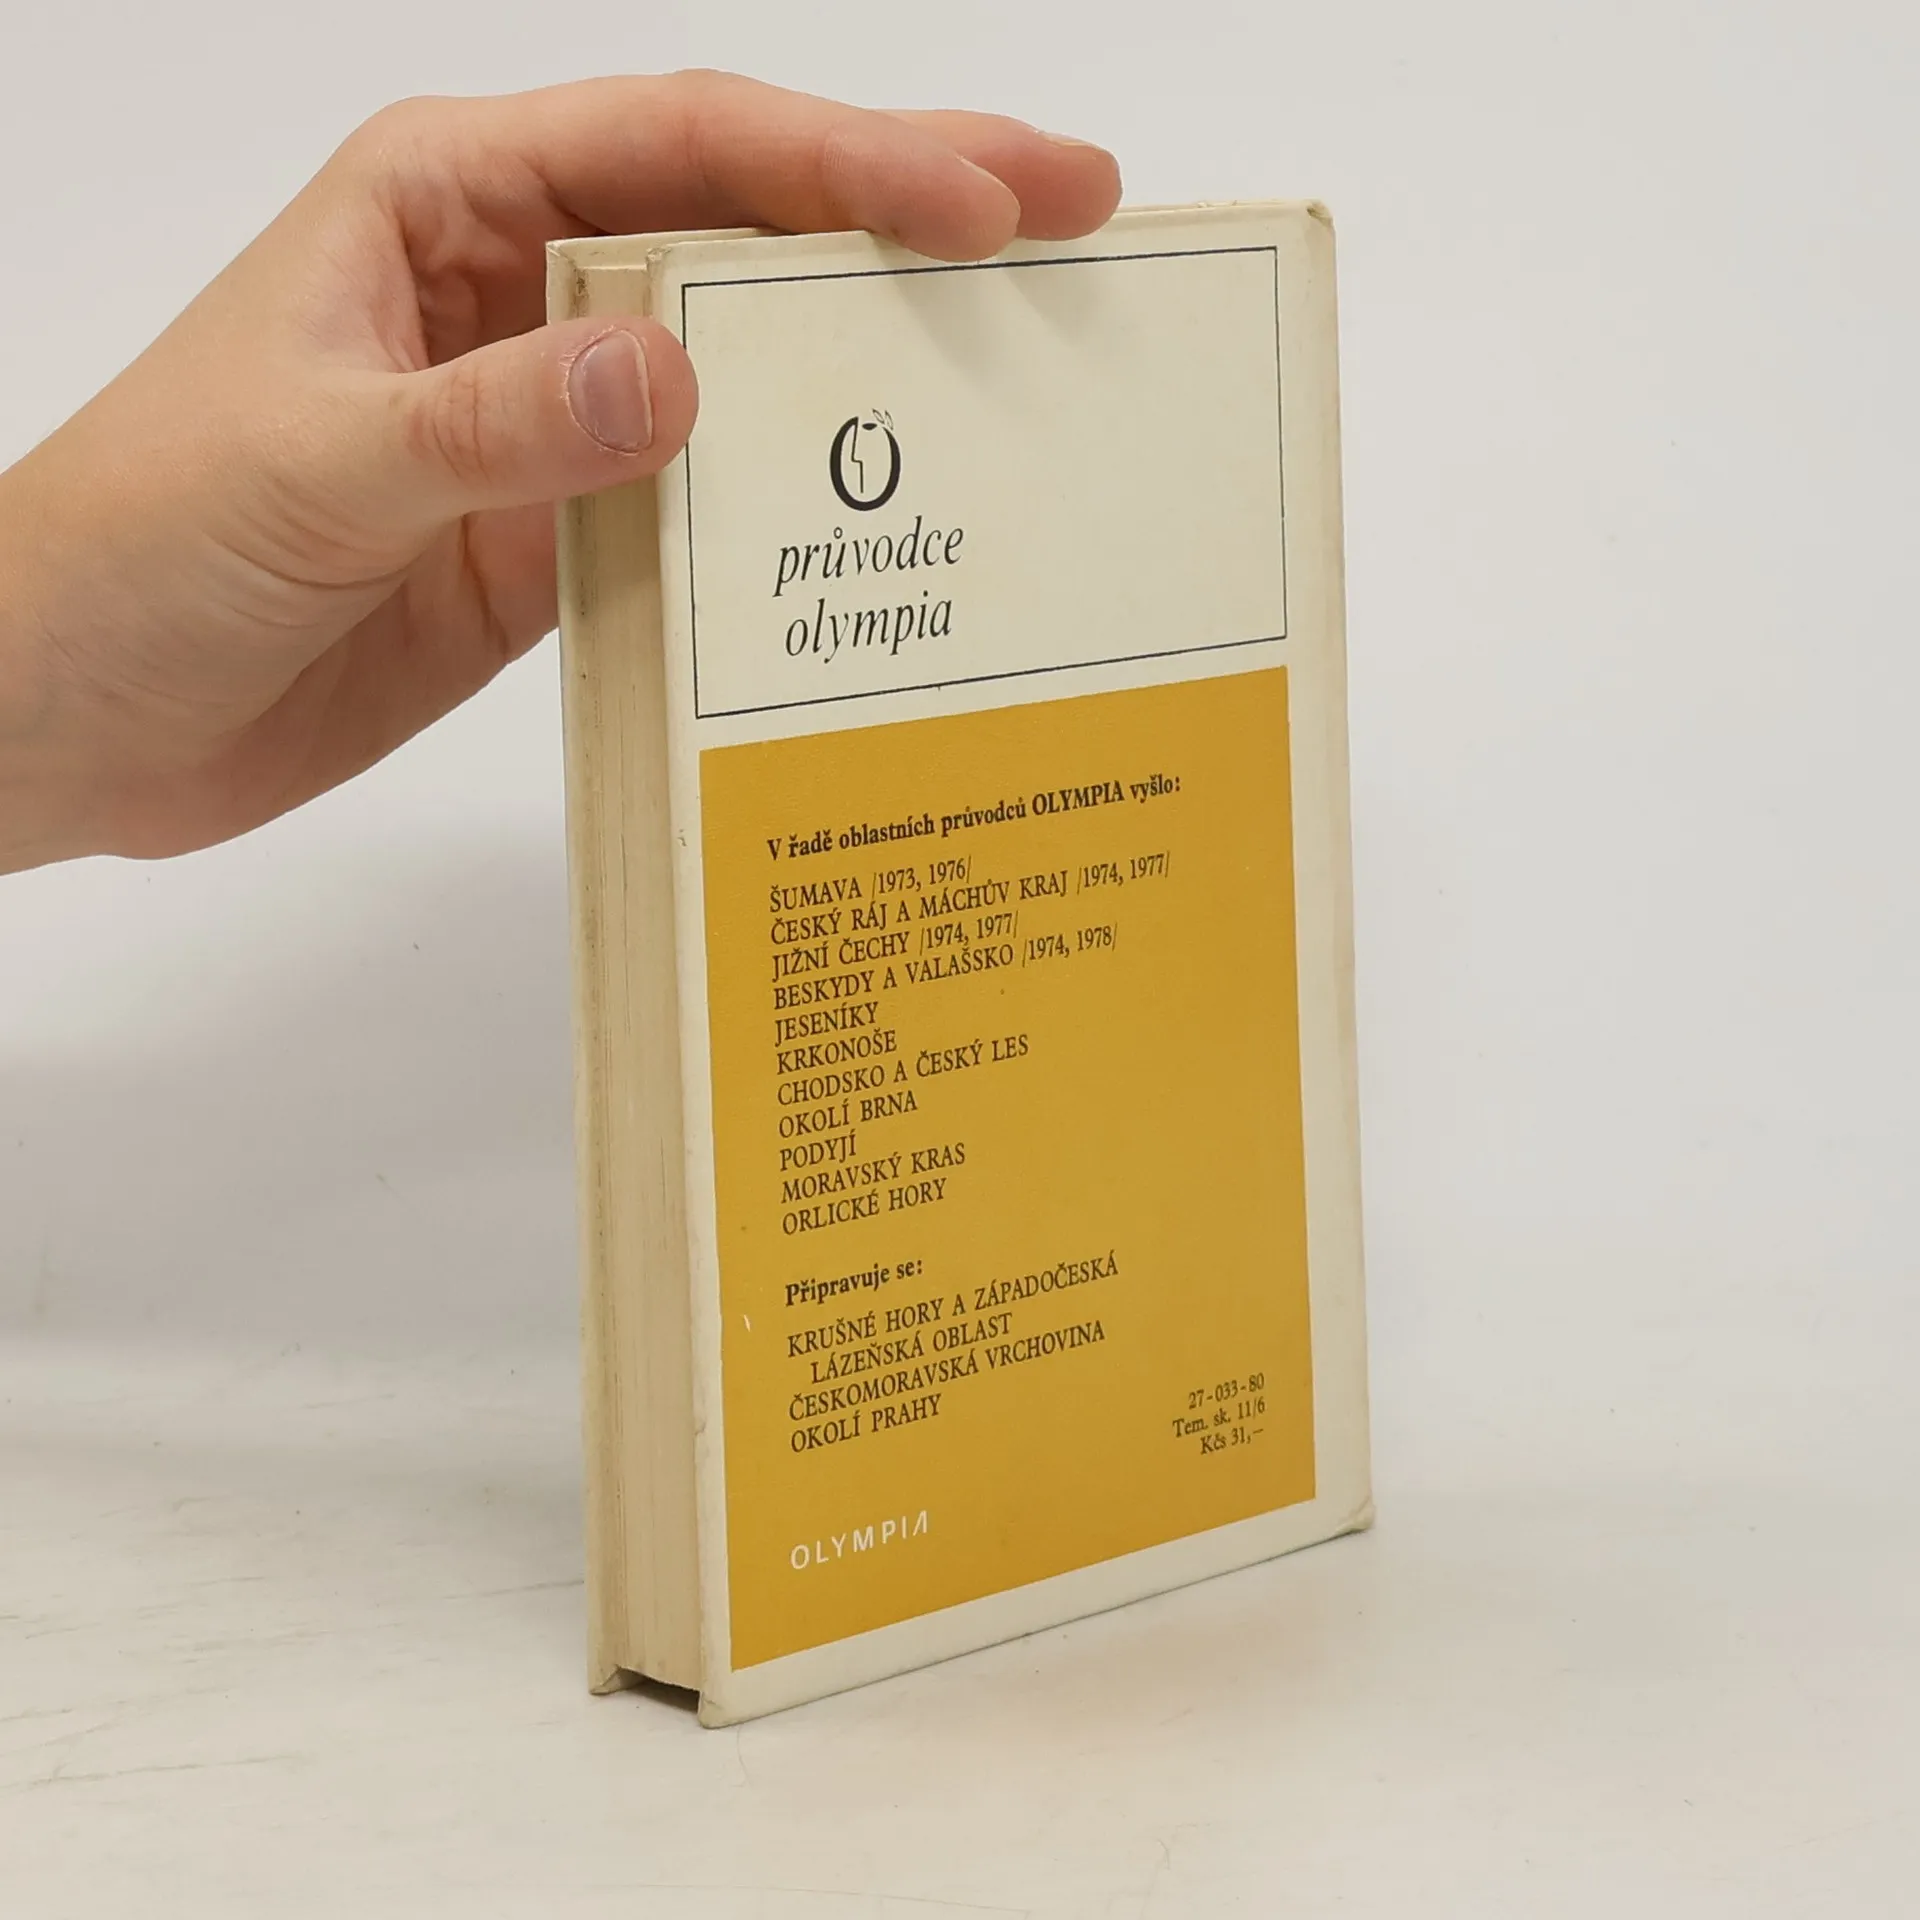 průvodce
olympia
V řadě oblastních průvodců OLYMPIA vyšlo:
ŠUMAVA /1973, 1976/
ČESKÝ RÁJ A MÁCHŮV KRAJ /1974, 1977/
JIŽNÍ ČECHY /1974, 1977/
BESKYDY A VALAŠSKO /1974, 1978/
JESENÍKY
KRKONOŠE
CHODSKO A ČESKÝ LES
OKOLÍ BRNA
PODYJÍ
MORAVSKÝ KRAS
ORLICKÉ HORY
Připravuje se:
KRUŠNÉ HORY A ZÁPADOČESKÁ
LÁZEŇSKÁ OBLAST
ČESKOMORAVSKÁ VRCHOVINA
OKOLÍ PRAHY
27-033-80
Tem. sk. 11/6
Kčs 31,—
OLYMPIA